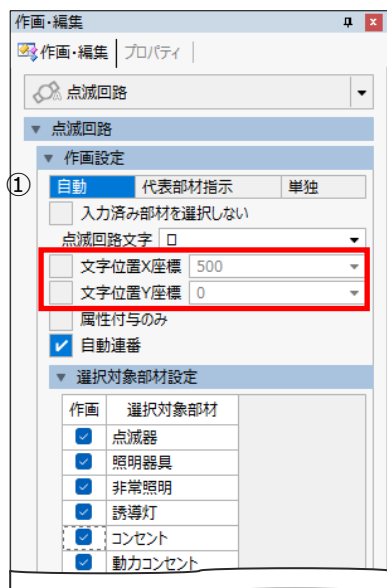 作画・編集
作画・編集 プロパティ
点滅回路
点滅回路
作画設定
① 自動 代表部材指示 単独
入力済み部材を選択しない
点滅回路文字 ロ
文字位置X座標 500
文字位置Y座標 0
属性付与のみ
自動連番
選択対象部材設定
作画 選択対象部材
点滅器
照明器具
非常照明
誘導灯
コンセント
動力コンセント